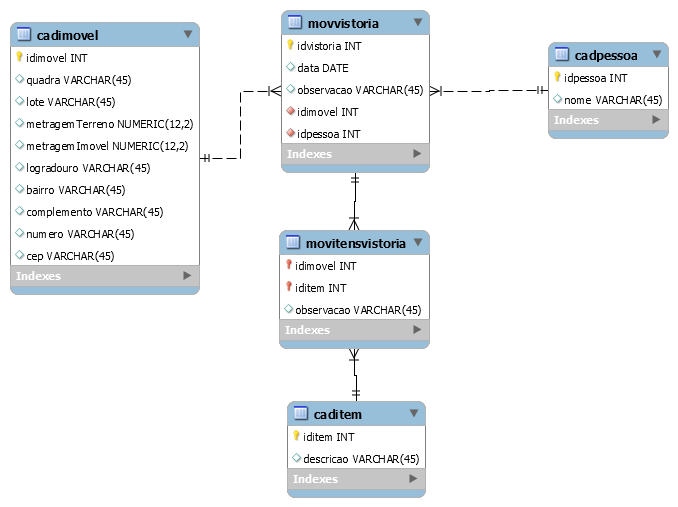 cadimovel
idimovel INT
quadra VARCHAR(45)
lote VARCHAR(45)
metragemTerreno NUMERIC(12,2)
metragemImovel NUMERIC(12,2)
logradouro VARCHAR(45)
bairro VARCHAR(45)
complemento VARCHAR(45)
numero VARCHAR(45)
cep VARCHAR(45)
Indexes
movvistoria
idvistoria INT
data DATE
observacao VARCHAR(45)
idimovel INT
idpessoa INT
Indexes
cadpessoa
idpessoa INT
nome VARCHAR(45)
Indexes
movitensvistoria
idimovel INT
iditem INT
observacao VARCHAR(45)
Indexes
caditem
iditem INT
descricao VARCHAR(45)
Indexes